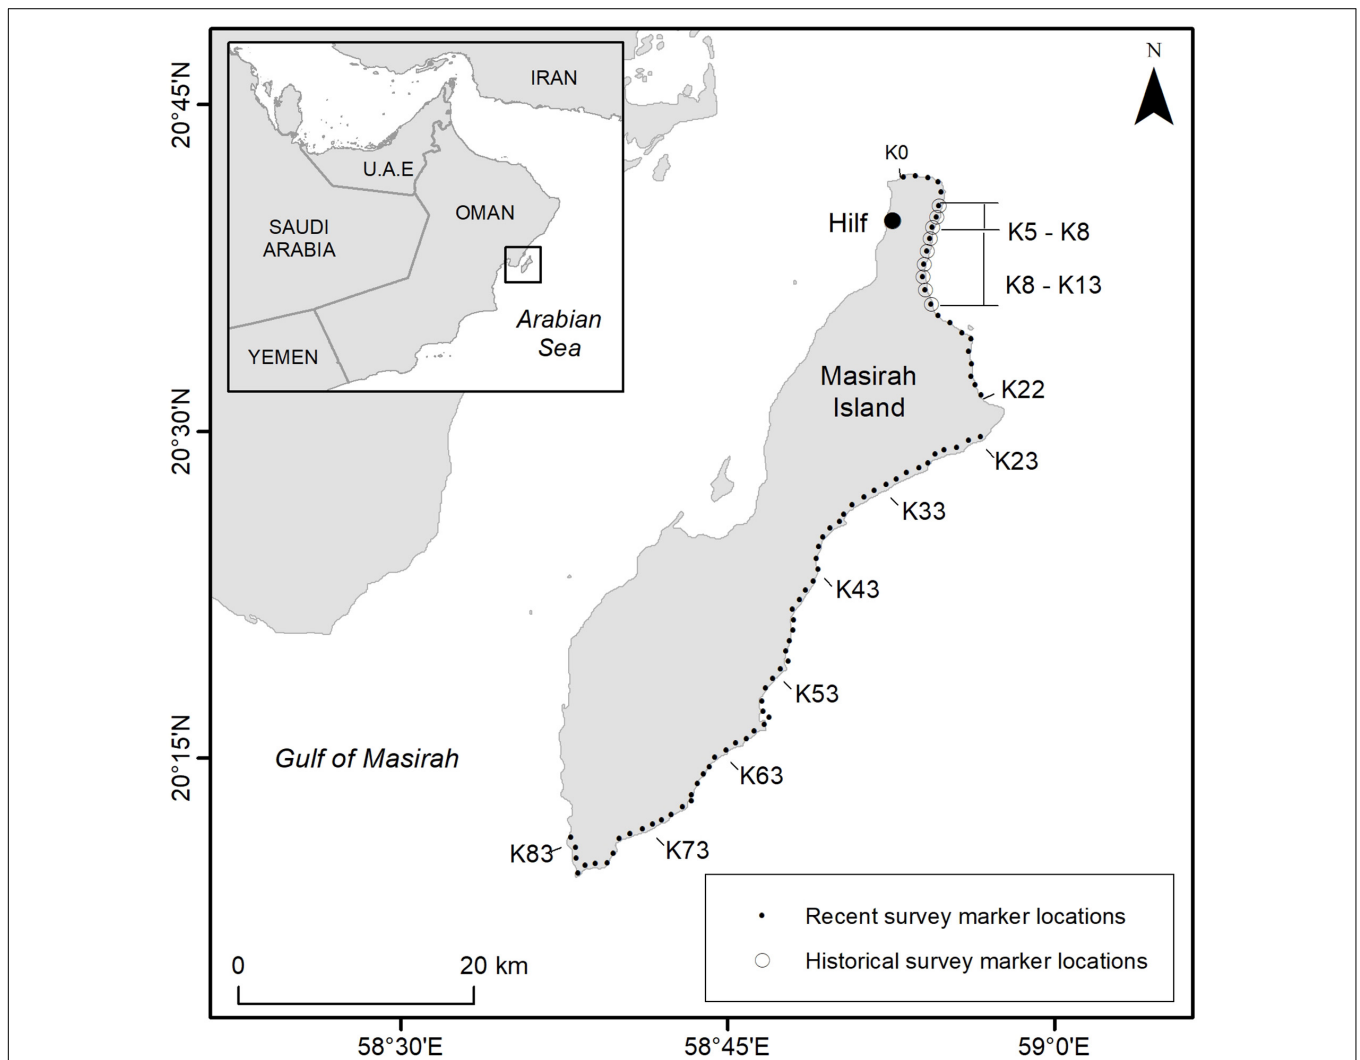 N
20°45'N
20°30'N
20°15'N
IRAN
U.A.E
OMAN
SAUDI
ARABIA
YEMEN
Arabian
Sea
K0
Hilf
K5 - K8
K8 - K13
Masirah
Island
K22
K23
K33
K43
K53
K63
K73
K83
Gulf of Masirah
Recent survey marker locations
Historical survey marker locations
0 20 km
58°30'E 58°45'E 59°0'E